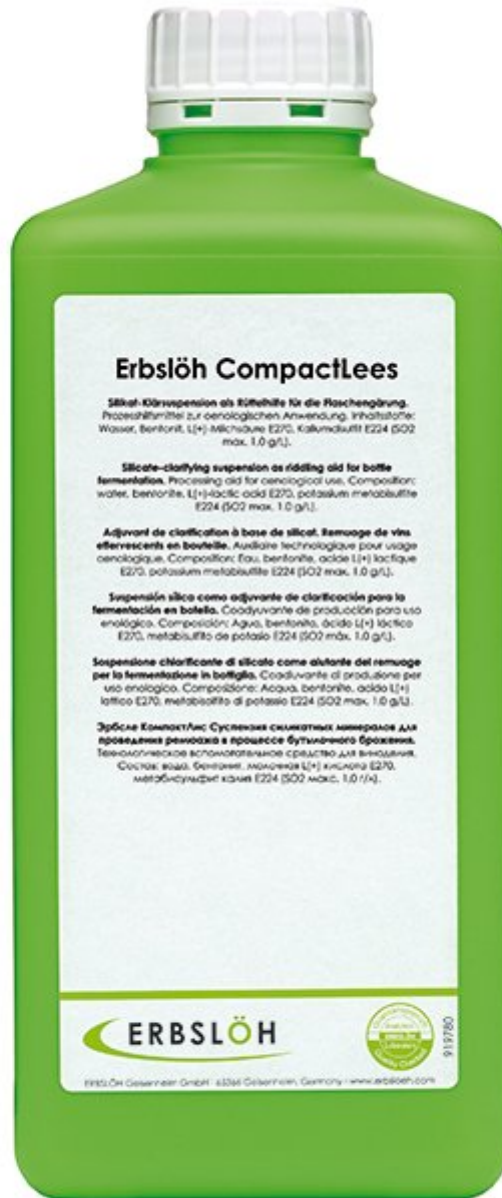 Erbslöh CompactLees
Silikat-Klärsuspension als Rüttelhilfe für die Flaschengärung.
Prozesshilfsmittel zur oenologischen Anwendung. Inhaltsstoffe:
Wasser, Bentonit, L(+)-Milchsäure E270, Kaliumdisulfit E224 (SO2
max. 1,0 g/L).
Silicate-clarifying suspension as riddling aid for bottle
fermentation. Processing aid for oenological use. Composition:
water, bentonite, L(+)-lactic acid E270, potassium metabisulfite
E224 (SO2 max. 1.0 g/L).
Adjuvant de clarification à base de silicat. Remuage de vins
effervescents en bouteille. Auxiliaire technologique pour usage
oenologique. Composition: Eau, bentonite, acide L(+) lactique
E270, potassium metabisulfite E224 (SO2 max. 1,0 g/L).
Suspensión sílica como adjuvante de clarificación para la
fermentación en botella. Coadyuvante de producción para uso
enológico. Composición: Agua, bentonita, ácido L(+) láctico
E270, metabisulfito de potasio E224 (SO2 máx. 1,0 g/L).
Sospensione chiarificante di silicato come aiutante del remuage
per la fermentazione in bottiglia. Coadiuvante di produzione per
uso enologico. Composizione: Acqua, bentonite, acido L(+)
lattico E270, metabisolfito di potassio E224 (SO2 max. 1,0 g/L).
Эрбслe КомпактЛис Суспензия силикатных минералов для
проведения ремюажа в процессе бутылочного брожения.
Технологическое вспомогательное средство для виноделия.
Состав: вода, бентонит, молочная L(+) кислота E270,
метабисульфит калия E224 (SO2 макс. 1,0 г/л).
ERBSLÖH
Quality Checked
919780
ERBSLÖH Geisenheim GmbH · 65366 Geisenheim, Germany · www.erbsloeh.com